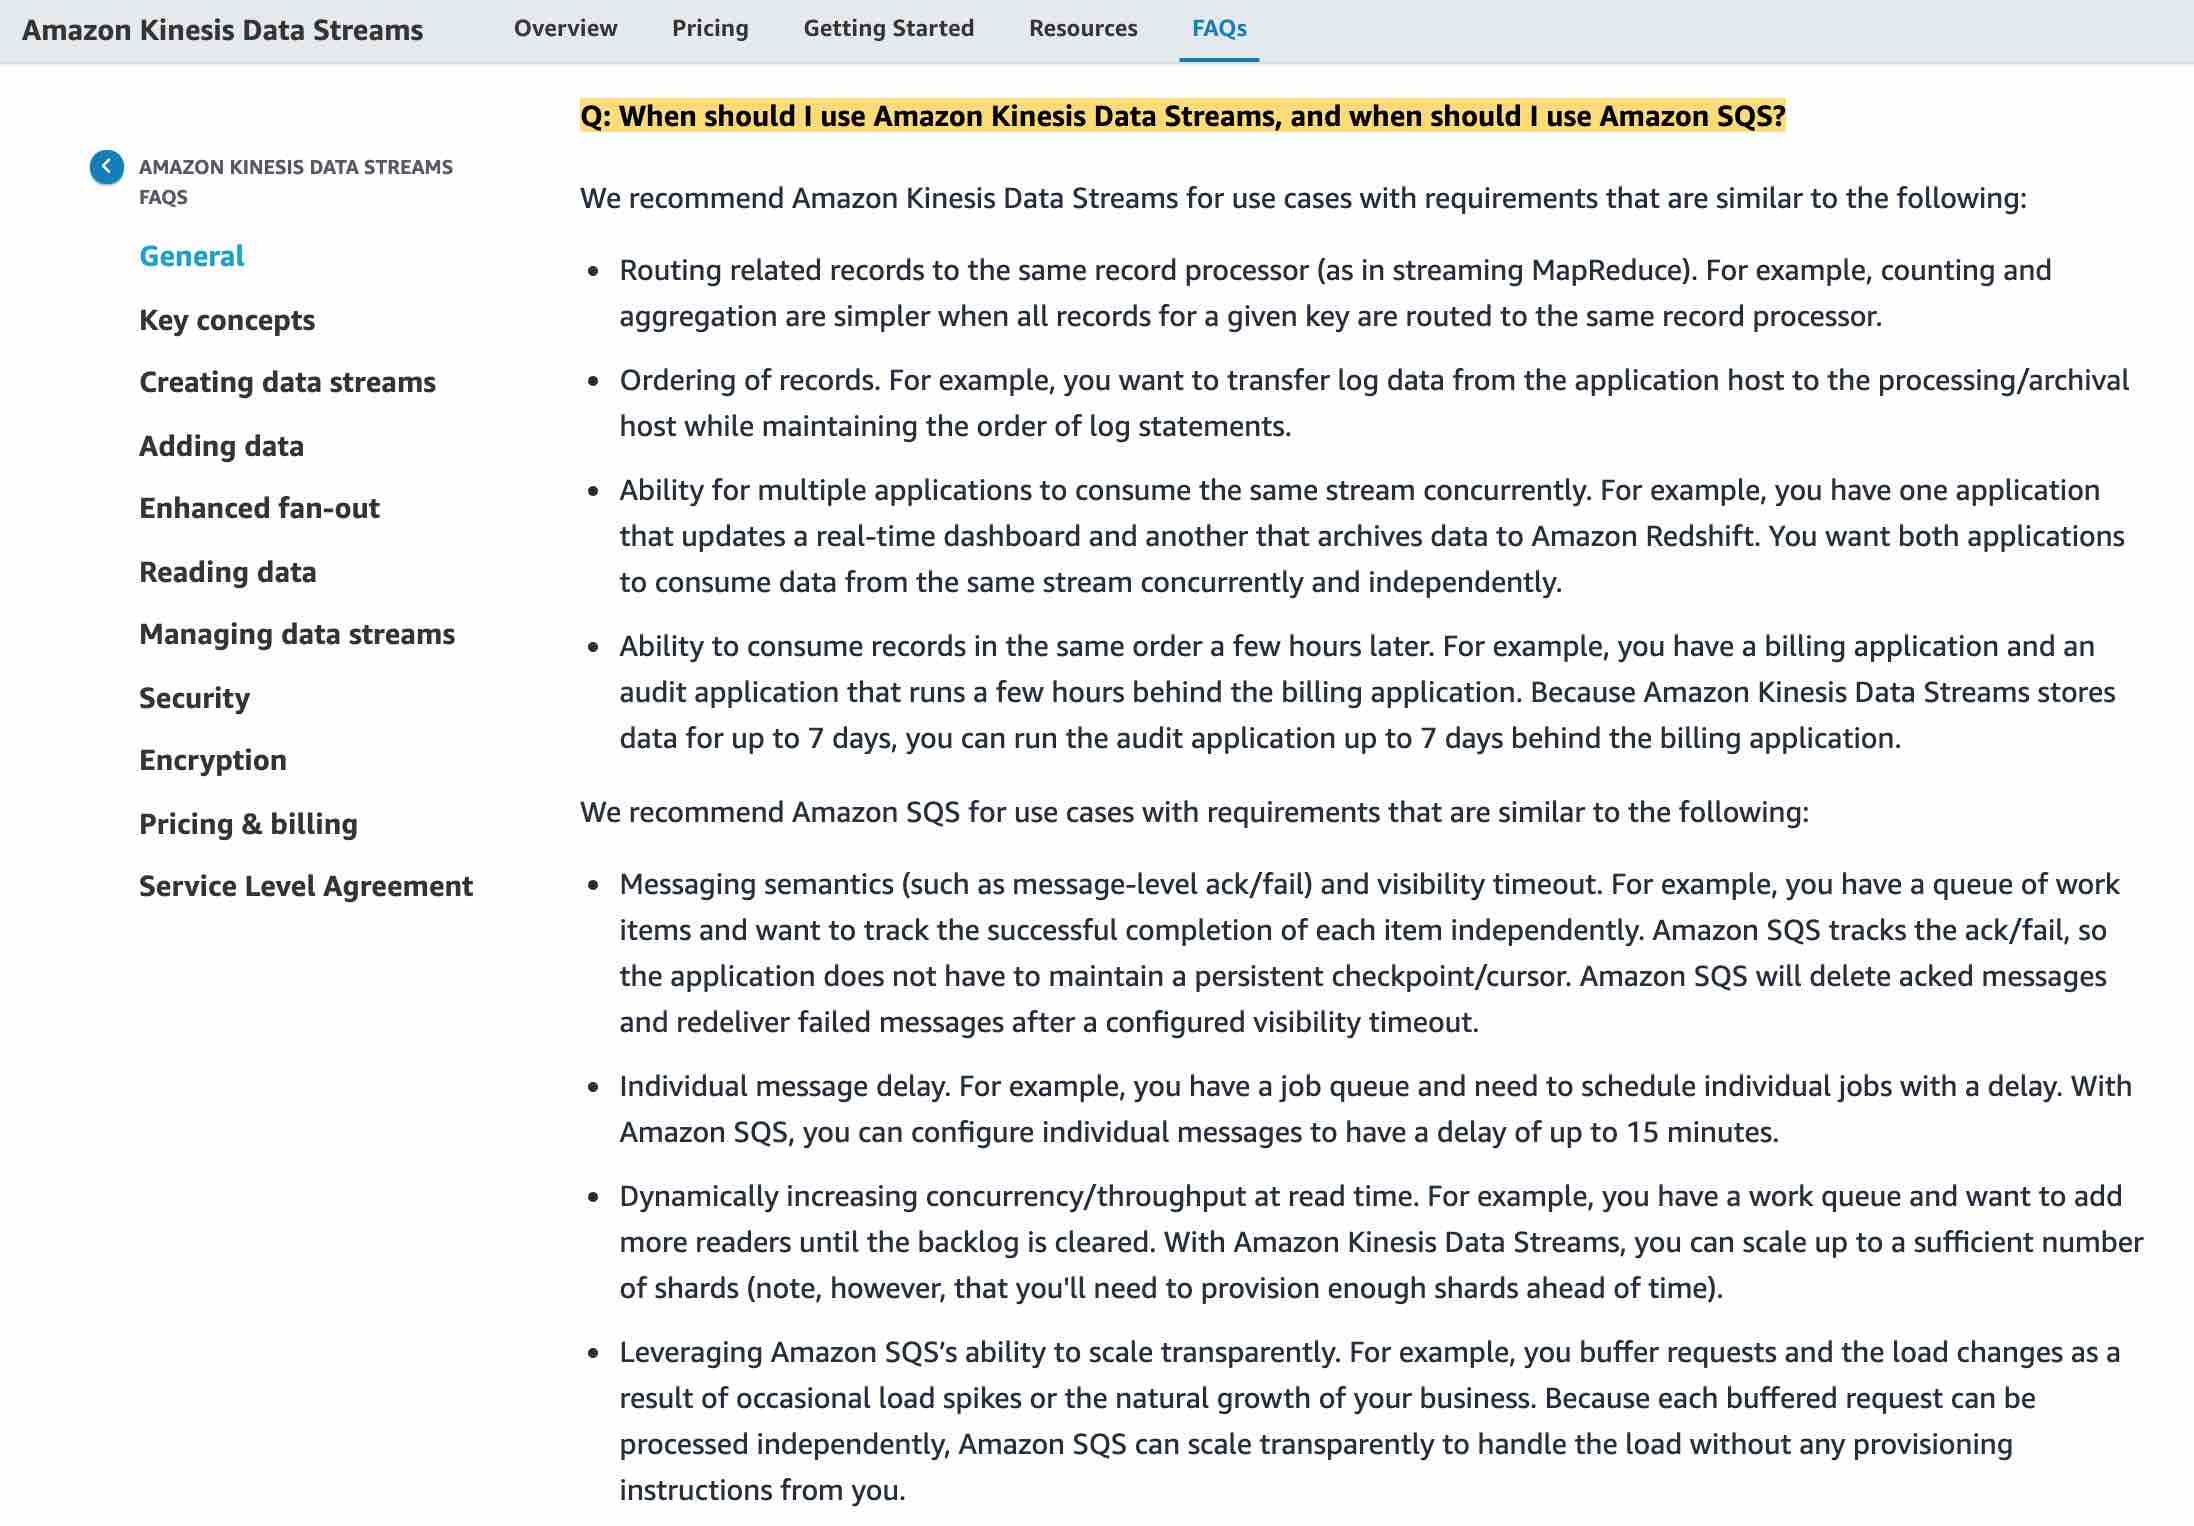 Amazon Kinesis Data Streams Overview Pricing Getting Started Resources FAQs
AMAZON KINESIS DATA STREAMS
FAQS
General
Key concepts
Creating data streams
Adding data
Enhanced fan-out
Reading data
Managing data streams
Security
Encryption
Pricing & billing
Service Level Agreement
Q: When should I use Amazon Kinesis Data Streams, and when should I use Amazon SQS?
We recommend Amazon Kinesis Data Streams for use cases with requirements that are similar to the following:
• Routing related records to the same record processor (as in streaming MapReduce). For example, counting and
aggregation are simpler when all records for a given key are routed to the same record processor.
• Ordering of records. For example, you want to transfer log data from the application host to the processing/archival
host while maintaining the order of log statements.
• Ability for multiple applications to consume the same stream concurrently. For example, you have one application
that updates a real-time dashboard and another that archives data to Amazon Redshift. You want both applications
to consume data from the same stream concurrently and independently.
• Ability to consume records in the same order a few hours later. For example, you have a billing application and an
audit application that runs a few hours behind the billing application. Because Amazon Kinesis Data Streams stores
data for up to 7 days, you can run the audit application up to 7 days behind the billing application.
We recommend Amazon SQS for use cases with requirements that are similar to the following:
• Messaging semantics (such as message-level ack/fail) and visibility timeout. For example, you have a queue of work
items and want to track the successful completion of each item independently. Amazon SQS tracks the ack/fail, so
the application does not have to maintain a persistent checkpoint/cursor. Amazon SQS will delete acked messages
and redeliver failed messages after a configured visibility timeout.
• Individual message delay. For example, you have a job queue and need to schedule individual jobs with a delay. With
Amazon SQS, you can configure individual messages to have a delay of up to 15 minutes.
• Dynamically increasing concurrency/throughput at read time. For example, you have a work queue and want to add
more readers until the backlog is cleared. With Amazon Kinesis Data Streams, you can scale up to a sufficient number
of shards (note, however, that you'll need to provision enough shards ahead of time).
• Leveraging Amazon SQS’s ability to scale transparently. For example, you buffer requests and the load changes as a
result of occasional load spikes or the natural growth of your business. Because each buffered request can be
processed independently, Amazon SQS can scale transparently to handle the load without any provisioning
instructions from you.